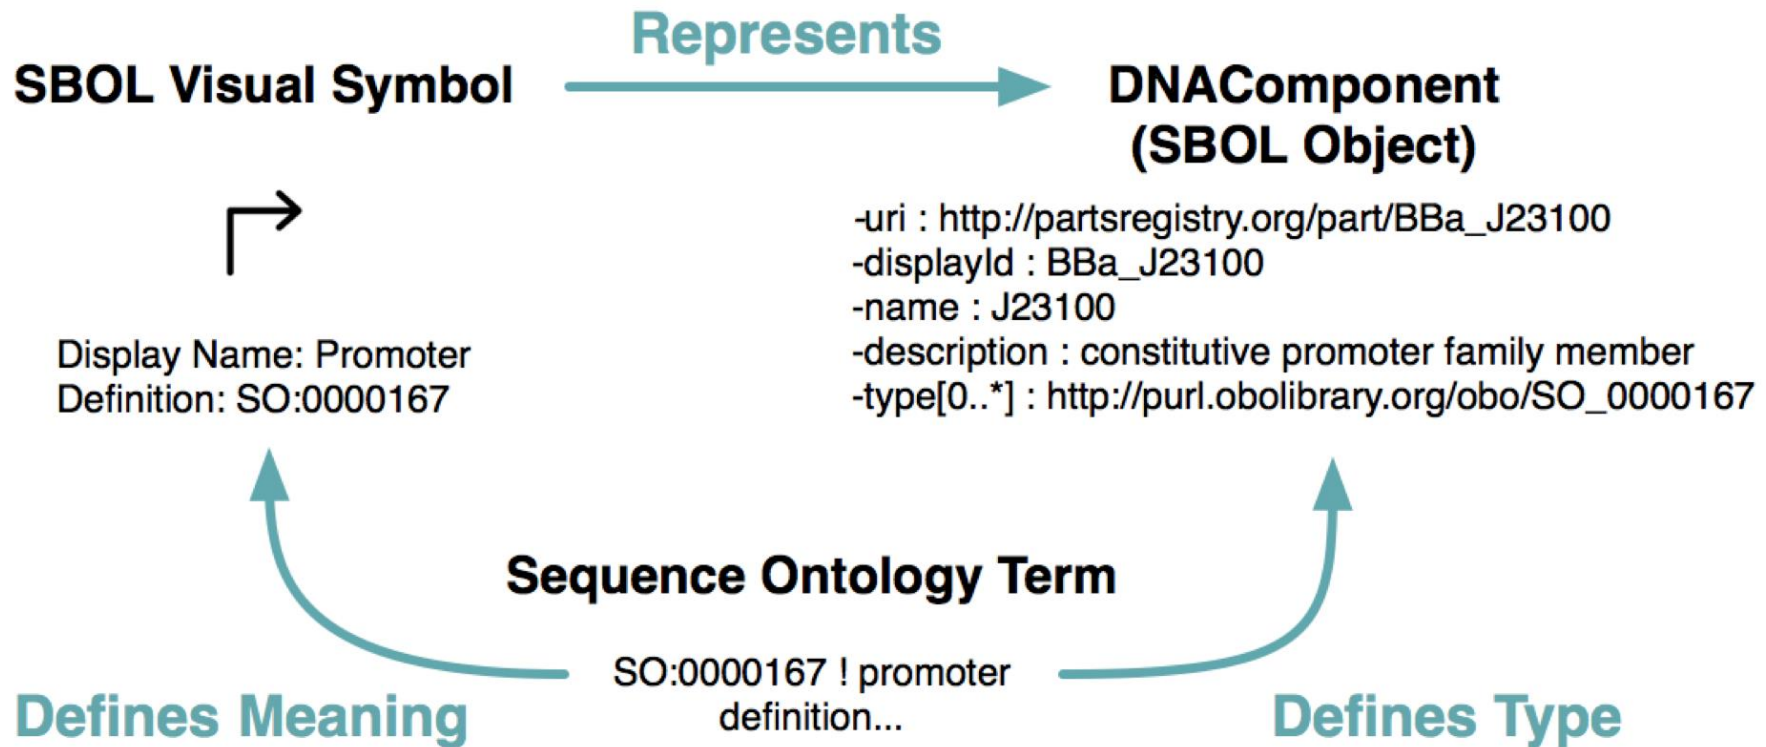 Represents
SBOL Visual Symbol
DNAComponent
(SBOL Object)
-uri : http://partsregistry.org/part/BBa_J23100
-displayId : BBa_J23100
-name : J23100
-description : constitutive promoter family member
-type[0..*] : http://purl.obolibrary.org/obo/SO_0000167
Display Name: Promoter
Definition: SO:0000167
Sequence Ontology Term
SO:0000167 ! promoter
definition...
Defines Meaning
Defines Type